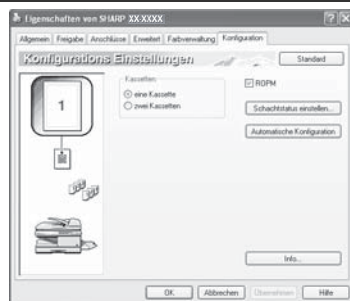 Eigenschaften von SHARP XX-XXXX
Allgemein Freigabe Anschlüsse Erweitert Farbverwaltung Konfiguration
Konfigurations Einstellungen
Standard
Kassetten
eine Kassette
zwei Kassetten
ROPM
Schachtstatus einstellen...
Automatische Konfiguration
1
Info...
OK Abbrechen Übernehmen Hilfe